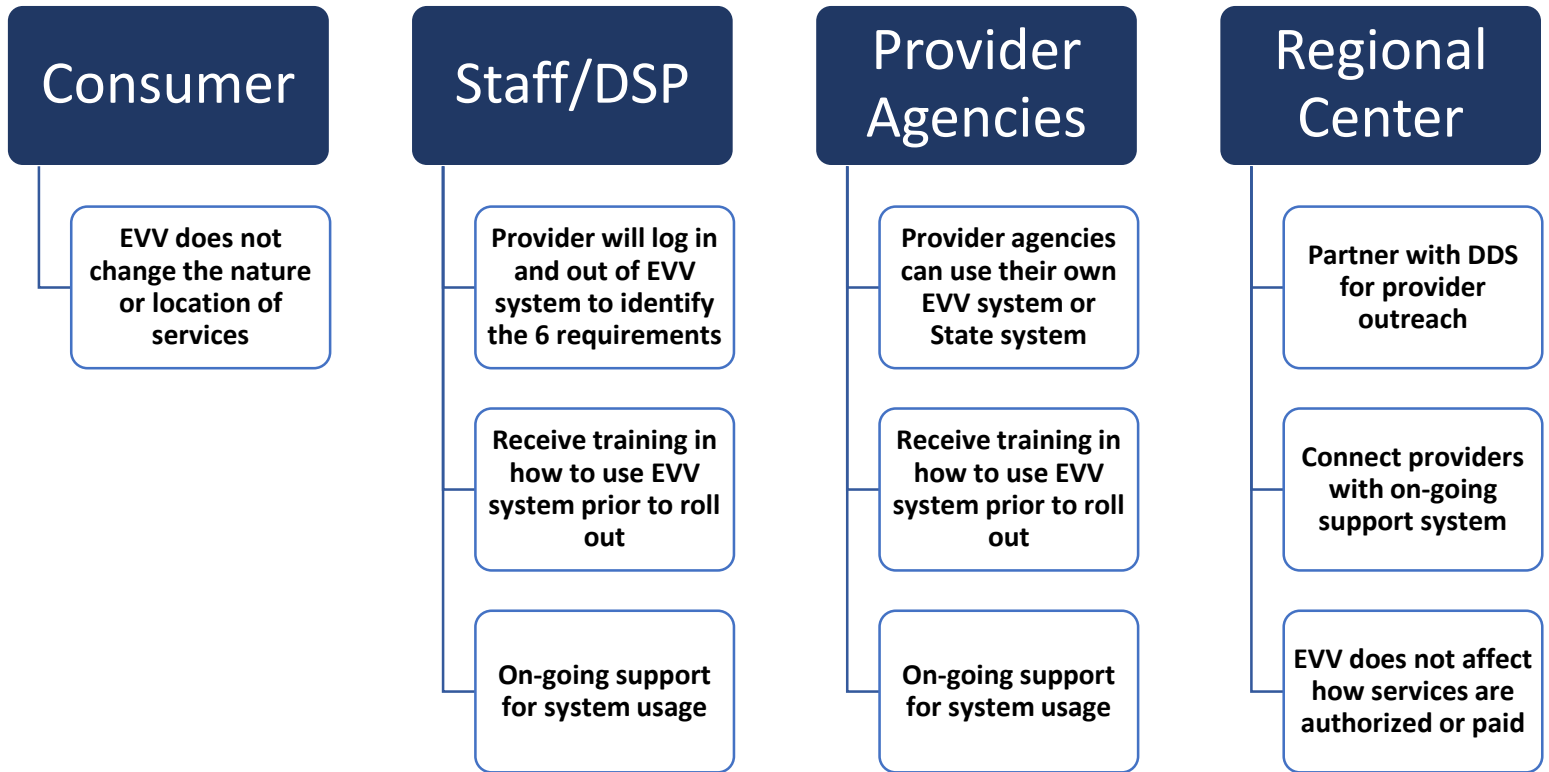 Consumer
EVV does not
change the nature
or location of
services
Staff/DSP
Provider will log in
and out of EVV
system to identify
the 6 requirements
Receive training in
how to use EVV
system prior to roll
out
On-going support
for system usage
Provider
Agencies
Provider agencies
can use their own
EVV system or
State system
Receive training in
how to use EVV
system prior to roll
out
On-going support
for system usage
Regional
Center
Partner with DDS
for provider
outreach
Connect providers
with on-going
support system
EVV does not affect
how services are
authorized or paid